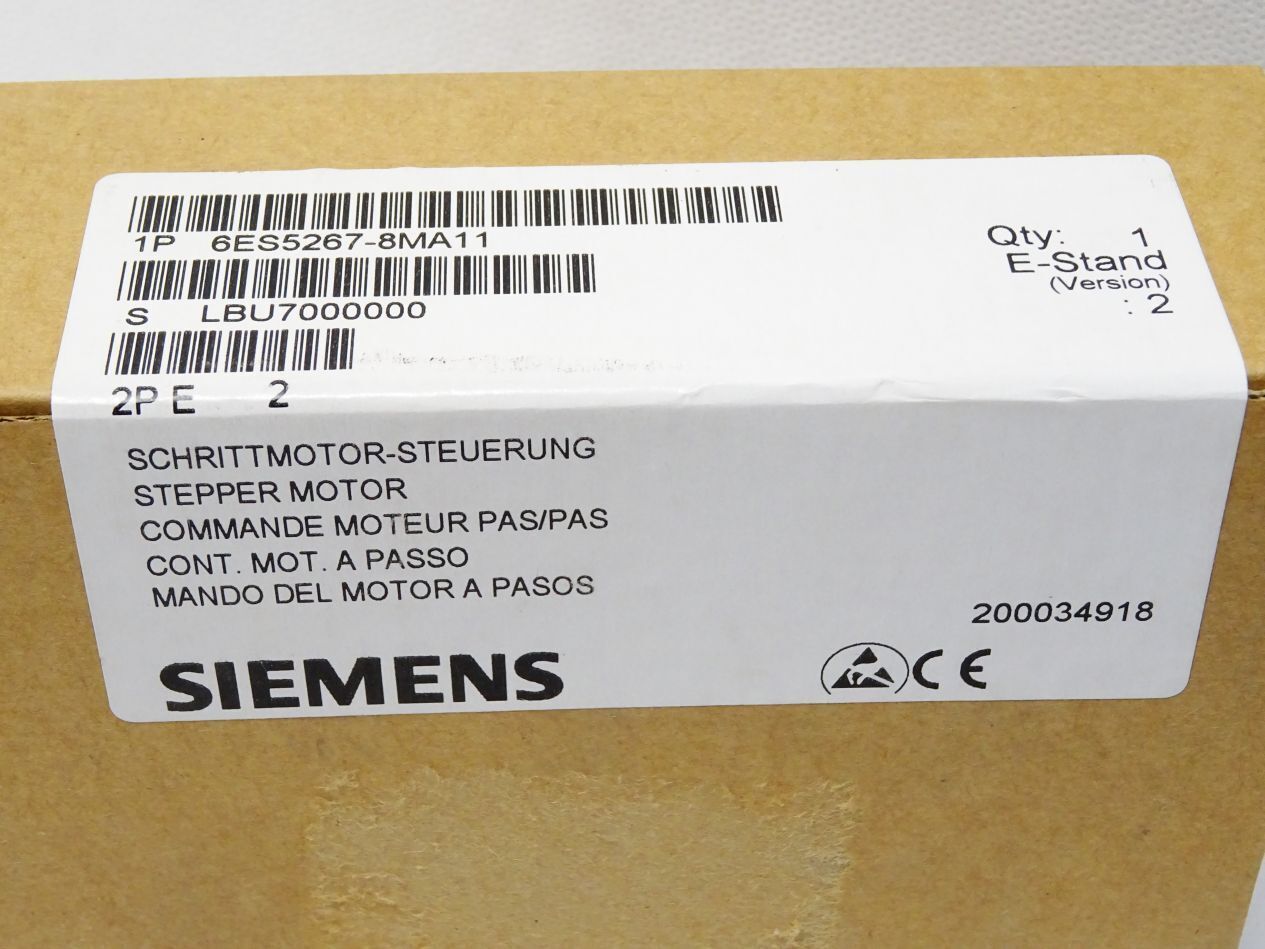 1P 6ES5267-8MA11
S LBU7000000
2P E 2
Qty: 1
E-Stand
(Version)
: 2
SCHRITTMOTOR-STEUERUNG
STEPPER MOTOR
COMMANDE MOTEUR PAS/PAS
CONT. MOT. A PASSO
MANDO DEL MOTOR A PASOS
200034918
SIEMENS
CE